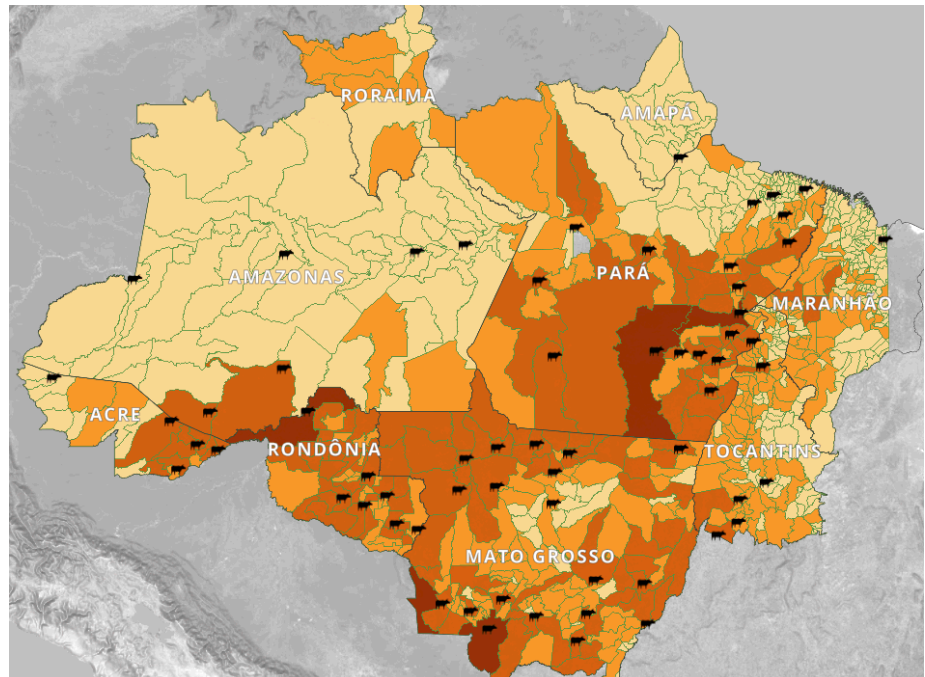 RORAIMA
AMAPÁ
AMAZONAS
PARÁ
MARANHÃO
ACRE
RONDÔNIA
TOCANTINS
MATO GROSSO